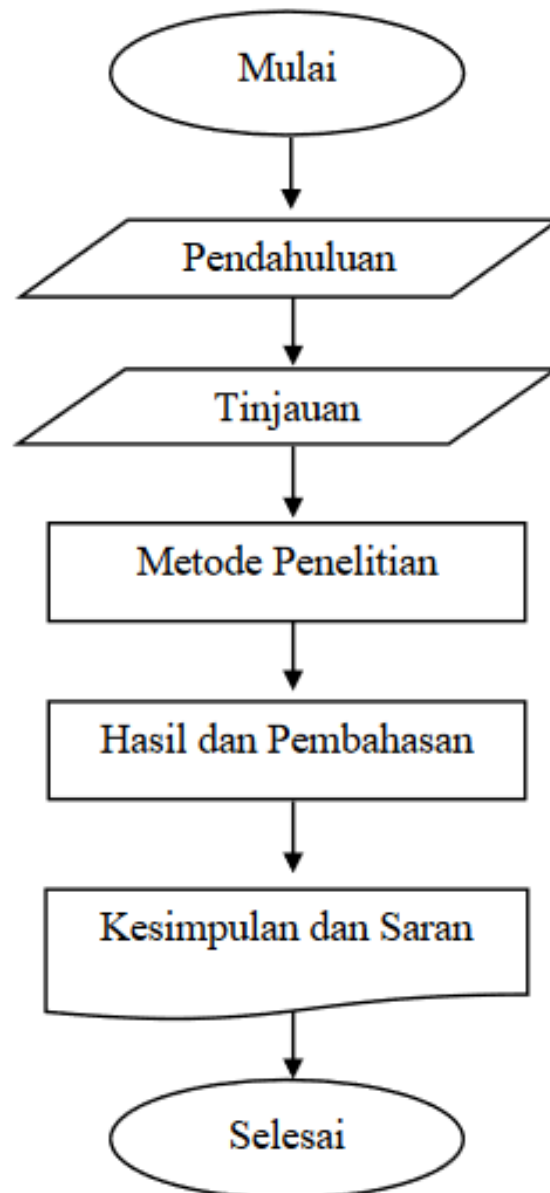 Mulai
Pendahuluan
Tinjauan
Metode Penelitian
Hasil dan Pembahasan
Kesimpulan dan Saran
Selesai